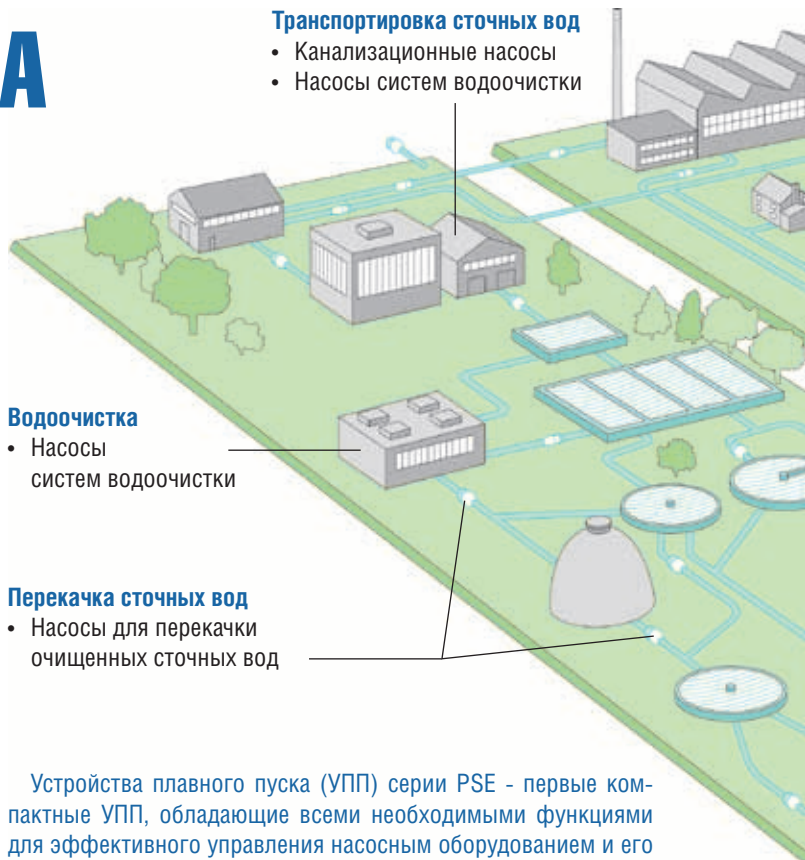 А
Транспортировка сточных вод
• Канализационные насосы
• Насосы систем водоочистки
Водоочистка
• Насосы
систем водоочистки
Перекачка сточных вод
• Насосы для перекачки
очищенных сточных вод
Устройства плавного пуска (УПП) серии PSE - первые ком-
пактные УПП, обладающие всеми необходимыми функциями
для эффективного управления насосным оборудованием и его